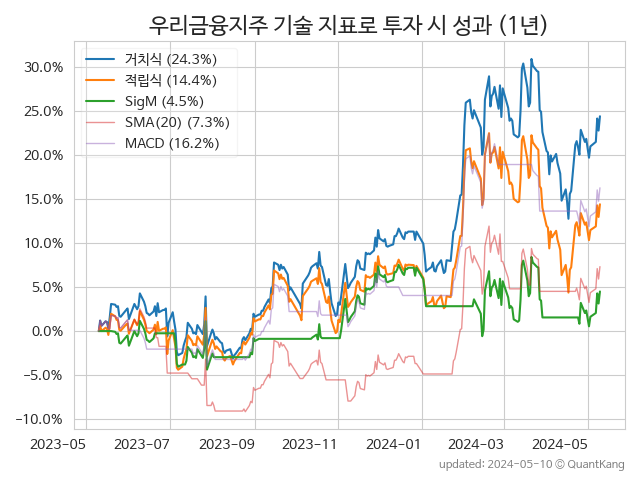 우리금융지주 기술 지표로 투자 시 성과 (1년)
거치식 (24.3%)
적립식 (14.4%)
SigM (4.5%)
SMA(20) (7.3%)
MACD (16.2%)
30.0%
25.0%
20.0%
15.0%
10.0%
5.0%
0.0%
−5.0%
−10.0%
2023-05 2023-07 2023-09 2023-11 2024-01 2024-03 2024-05
updated: 2024-05-10 © QuantKang